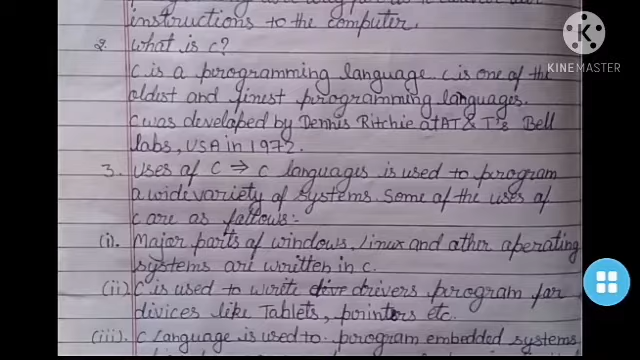 instructions to the computer.
2. What is C?
C is a programming language. C is one of the
oldest and finest programming languages.
C was developed by Dennis Ritchie at AT & T's Bell
labs, USA in 1972.
3. Uses of C ⇒ C languages is used to program
a wide variety of systems. Some of the uses of
C are as follows:-
(i). Major parts of windows, Linux and other operating
systems are written in C.
(ii) C is used to write drivers program for
divices like Tablets, printers etc.
(iii) C Language is used to program embedded systems
KINEMASTER